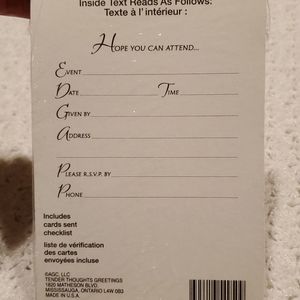 Inside Text Reads As Follows:
Texte à l'intérieur :
HOPE YOU CAN ATTEND...
EVENT
DATE TIME
GIVEN BY
ADDRESS
PLEASE R.S.V.P. BY
PHONE
Includes
cards sent
checklist
liste de vérification
des cartes
envoyées incluse
©AGC, LLC
TENDER THOUGHTS GREETINGS
1820 MATHESON BLVD.
MISSISSAUGA, ONTARIO L4W 0B3
MADE IN U.S.A.